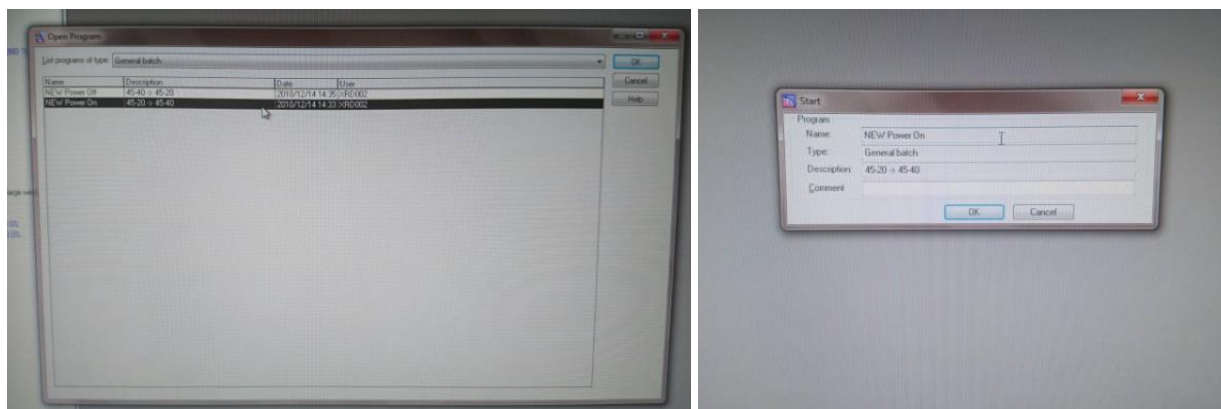 Open Program
List programs of type: General batch
OK
Cancel
Help
Name Description Date User
NEW Power Off 45-40 -> 45-20 2010/12/14 14:35 XRD002
NEW Power On 45-20 -> 45-40 2010/12/14 14:33 XRD002
Start
Program
Name: NEW Power On
Type: General batch
Description: 45-20 -> 45-40
Comment
OK Cancel